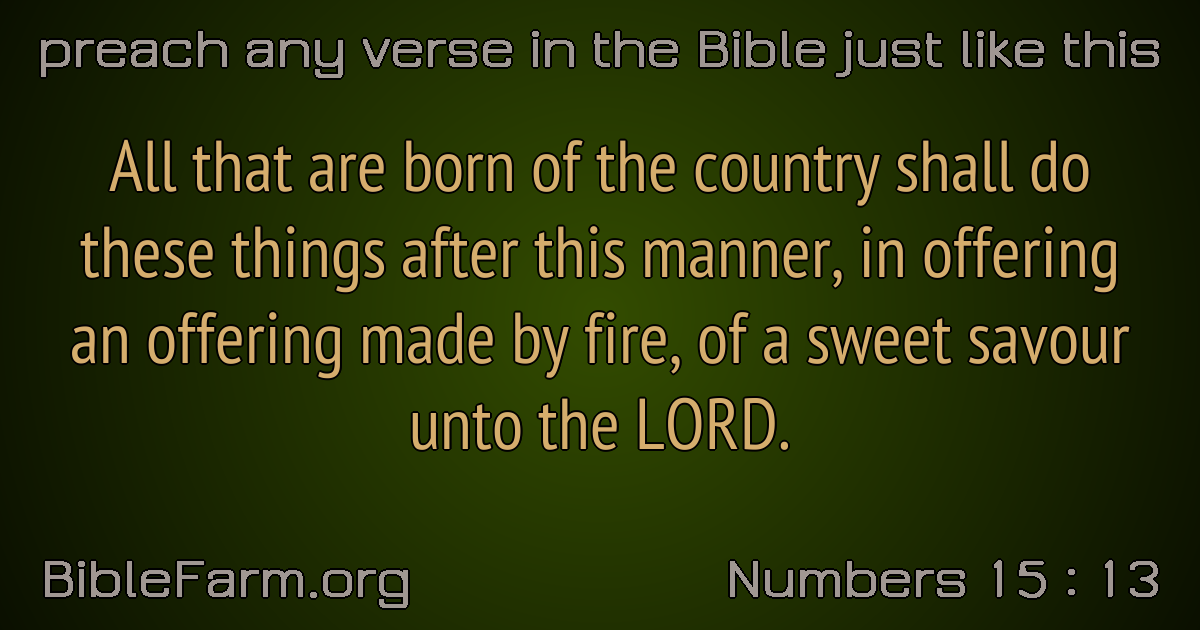 preach any verse in the Bible just like this
All that are born of the country shall do
these things after this manner, in offering
an offering made by fire, of a sweet savour
unto the LORD.
BibleFarm.org
Numbers 15 : 13